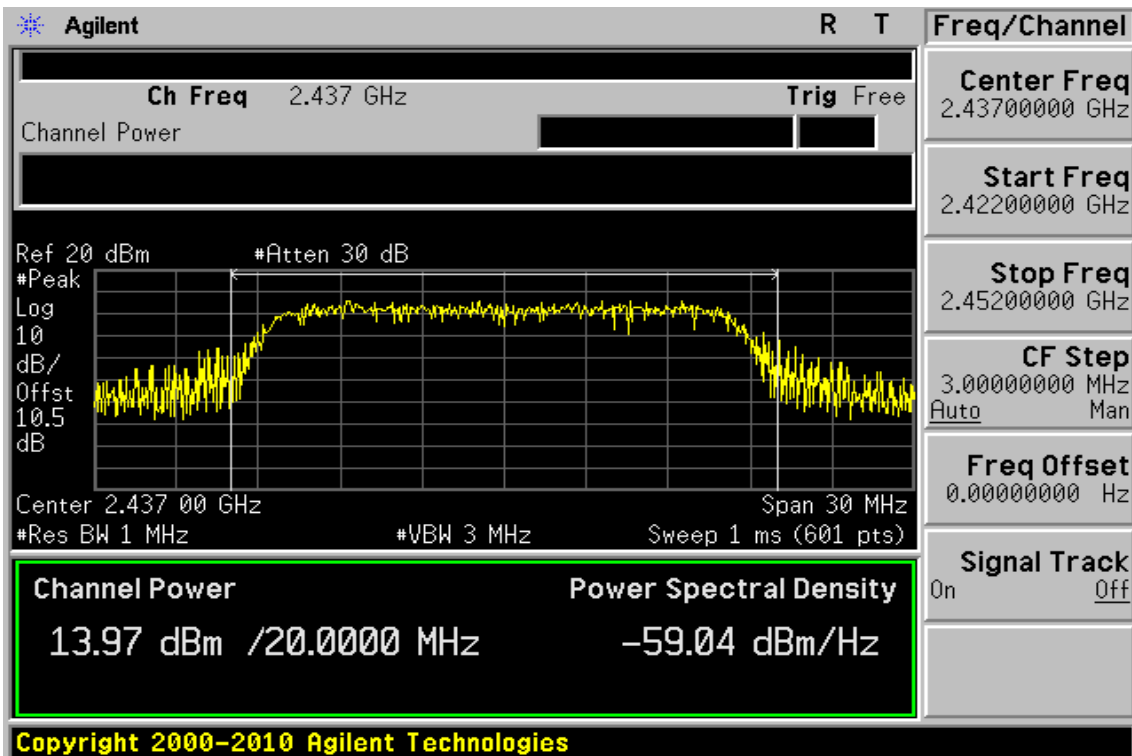 Agilent R T
Ch Freq 2.437 GHz Trig Free
Channel Power
Ref 20 dBm #Atten 30 dB
#Peak
Log
10
dB/
Offst
10.5
dB
Center 2.437 00 GHz Span 30 MHz
#Res BW 1 MHz #VBW 3 MHz Sweep 1 ms (601 pts)
Channel Power Power Spectral Density
13.97 dBm /20.0000 MHz -59.04 dBm/Hz
Copyright 2000-2010 Agilent Technologies
Freq/Channel
Center Freq
2.43700000 GHz
Start Freq
2.42200000 GHz
Stop Freq
2.45200000 GHz
CF Step
3.00000000 MHz
Auto Man
Freq Offset
0.00000000 Hz
Signal Track
On Off